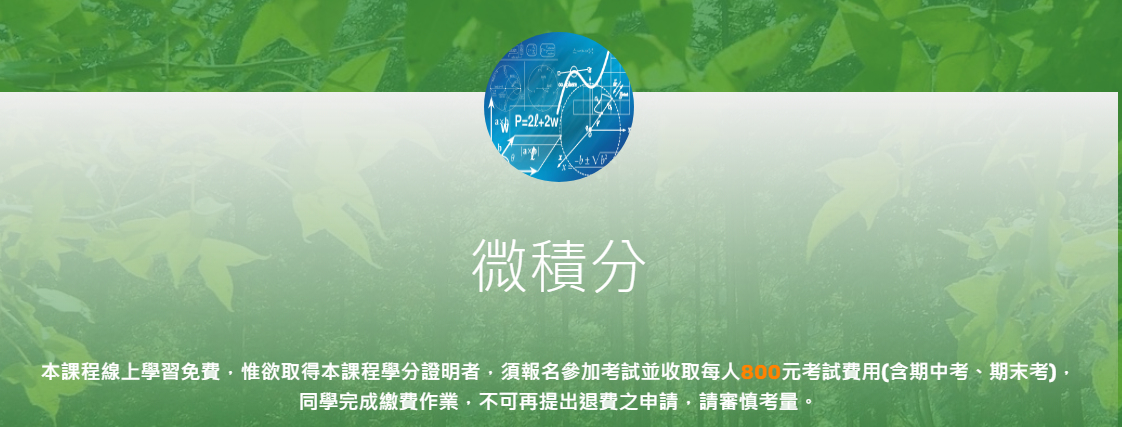 P=2ℓ+2w
微積分
本課程線上學習免費，惟欲取得本課程學分證明者，須報名參加考試並收取每人800元考試費用(含期中考、期末考)，
同學完成繳費作業，不可再提出退費之申請，請審慎考量。